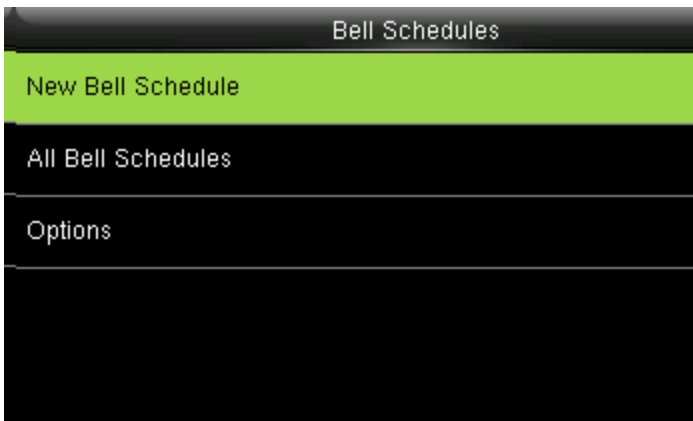 Bell Schedules
New Bell Schedule
All Bell Schedules
Options